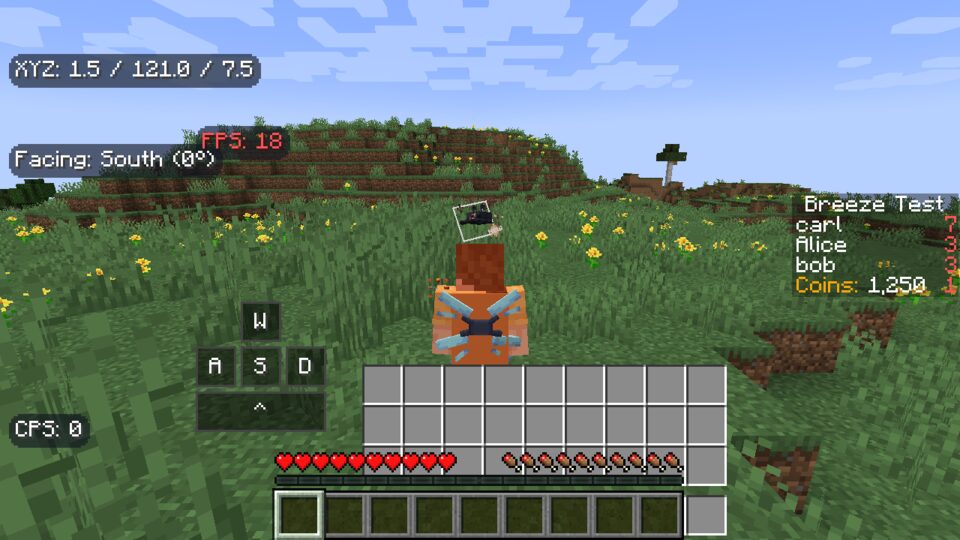 XYZ: 1.5 / 121.0 / 7.5
FPS: 18
Facing: South (0°)
Breeze Test
carl 7
Alice 3
bob 3
Coins: 1,250 1
W
A S D
^
CPS: 0